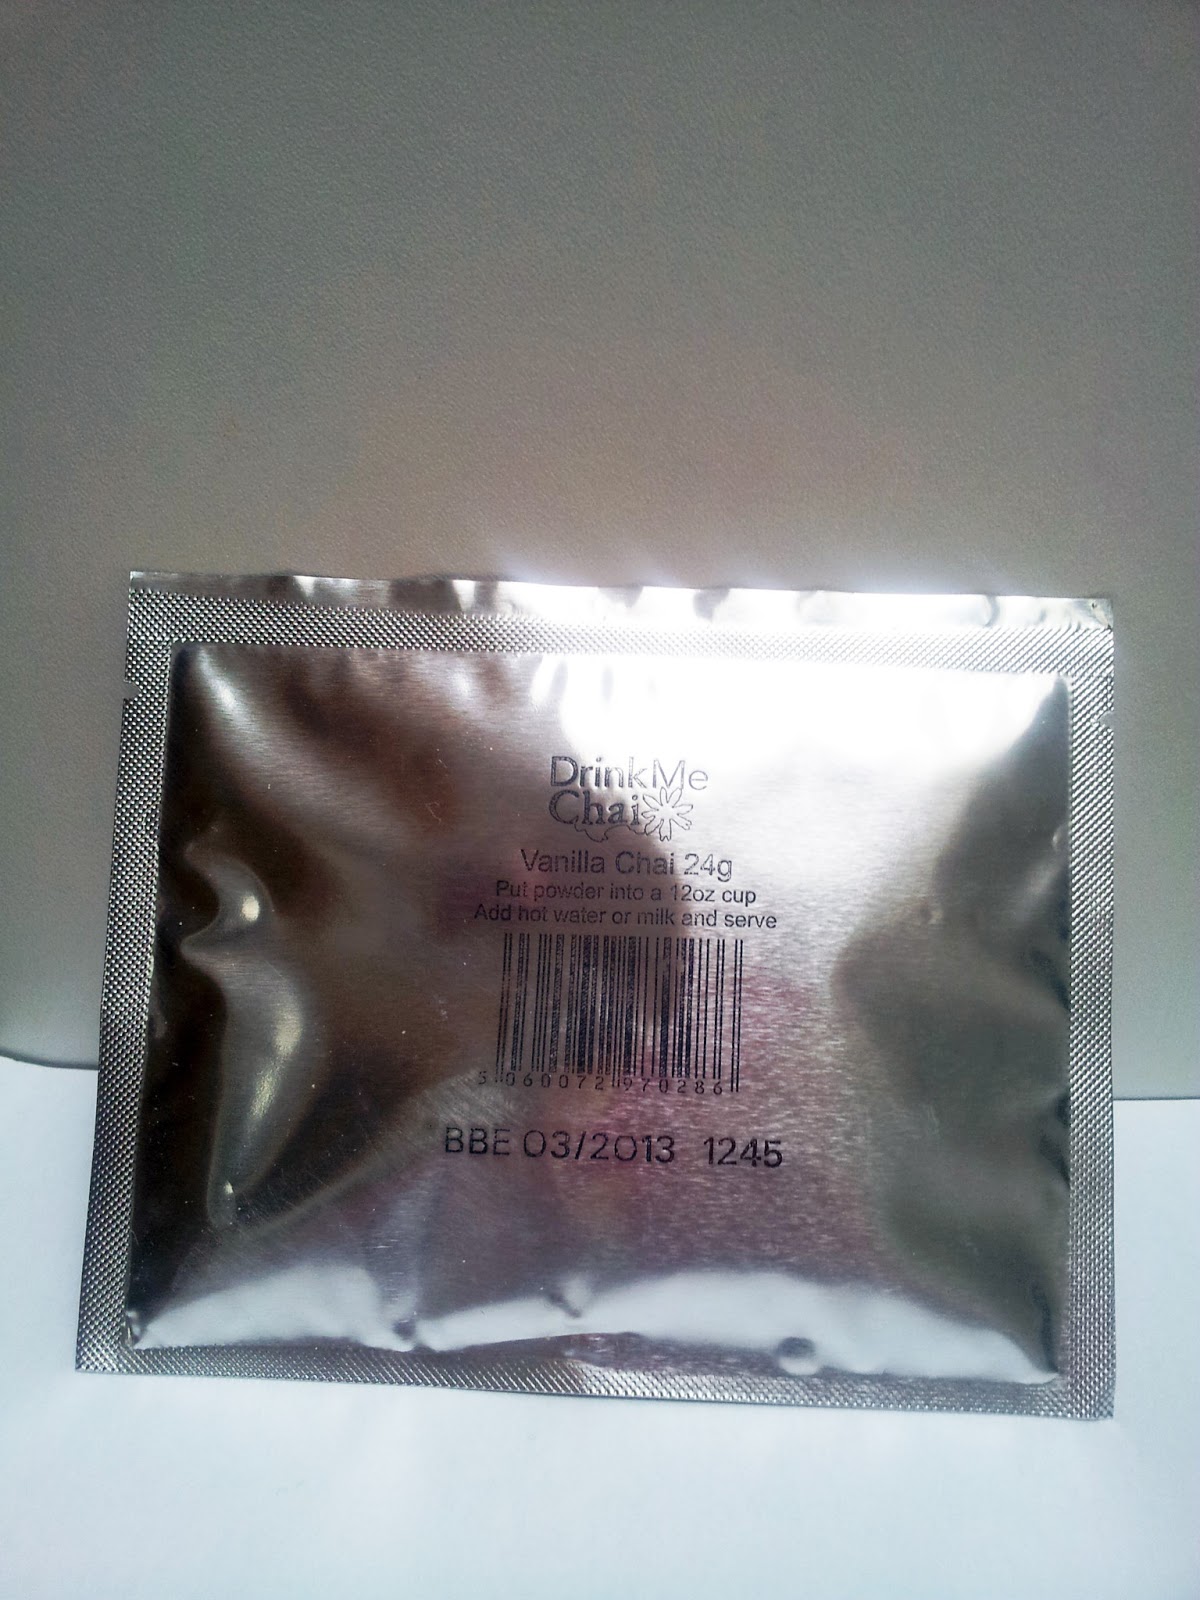 DrinkMe
Chai
Vanilla Chai 24g
Put powder into a 12oz cup
Add hot water or milk and serve
5 060072 970286
BBE 03/2013 1245